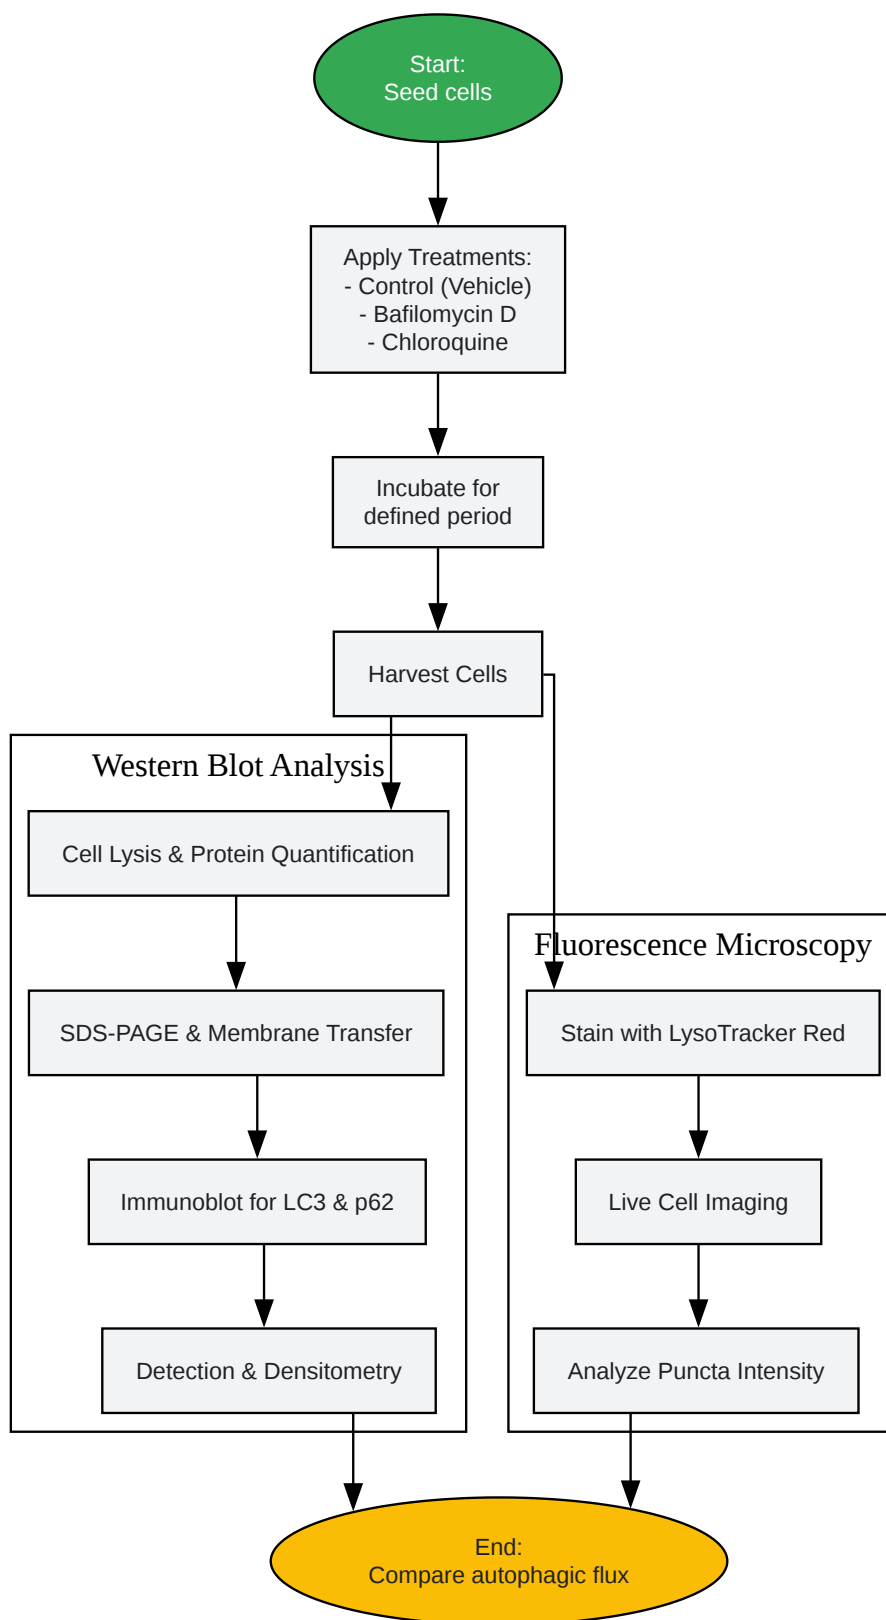 Start:
Seed cells
Apply Treatments:
- Control (Vehicle)
- Bafilomycin D
- Chloroquine
Incubate for
defined period
Harvest Cells
Western Blot Analysis
Cell Lysis & Protein Quantification
SDS-PAGE & Membrane Transfer
Immunoblot for LC3 & p62
Detection & Densitometry
Fluorescence Microscopy
Stain with LysoTracker Red
Live Cell Imaging
Analyze Puncta Intensity
End:
Compare autophagic flux